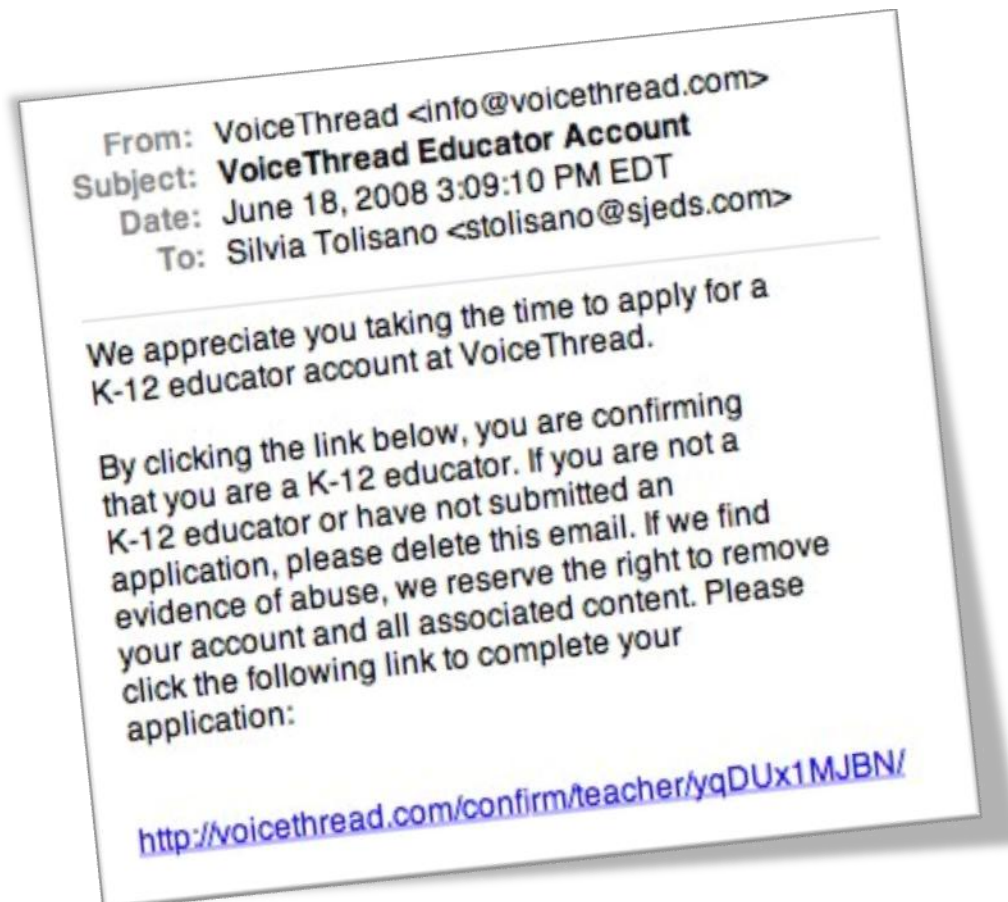 From: VoiceThread <info@voicethread.com>
Subject: VoiceThread Educator Account
Date: June 18, 2008 3:09:10 PM EDT
To: Silvia Tolisano <stolisano@sjeds.com>
We appreciate you taking the time to apply for a
K-12 educator account at VoiceThread.
By clicking the link below, you are confirming
that you are a K-12 educator. If you are not a
K-12 educator or have not submitted an
application, please delete this email. If we find
evidence of abuse, we reserve the right to remove
your account and all associated content. Please
click the following link to complete your
application:
http://voicethread.com/confirm/teacher/yqDUx1MJBN/